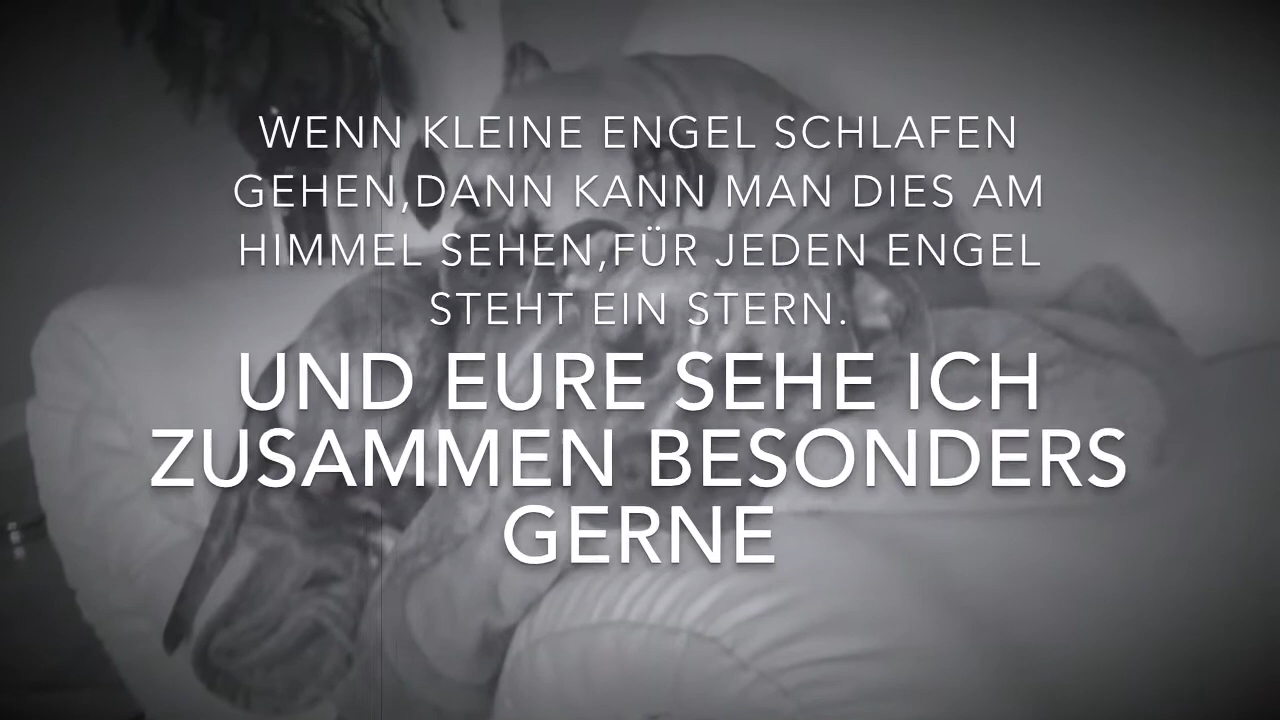 WENN KLEINE ENGEL SCHLAFEN
GEHEN,DANN KANN MAN DIES AM
HIMMEL SEHEN,FÜR JEDEN ENGEL
STEHT EIN STERN.
UND EURE SEHE ICH
ZUSAMMEN BESONDERS
GERNE